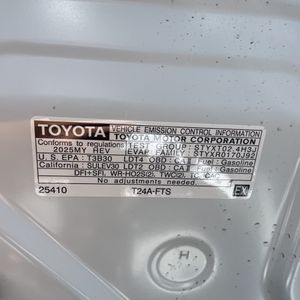 TOYOTA VEHICLE EMISSION CONTROL INFORMATION
TOYOTA MOTOR CORPORATION
Conforms to regulations TEST GROUP: STYXT02.4H3J
2025MY REV EVAP. FAMILY: STYXR0170J92
U.S. EPA: T3B30 LDT4 OBD: CA Fuel: Gasoline
California: SULEV30 LDT2 OBD: CA Fuel: Gasoline
DFI+SFI, WR-HO2S(2), TWC(2), CAC
No adjustments needed.
25410 T24A-FTS
H